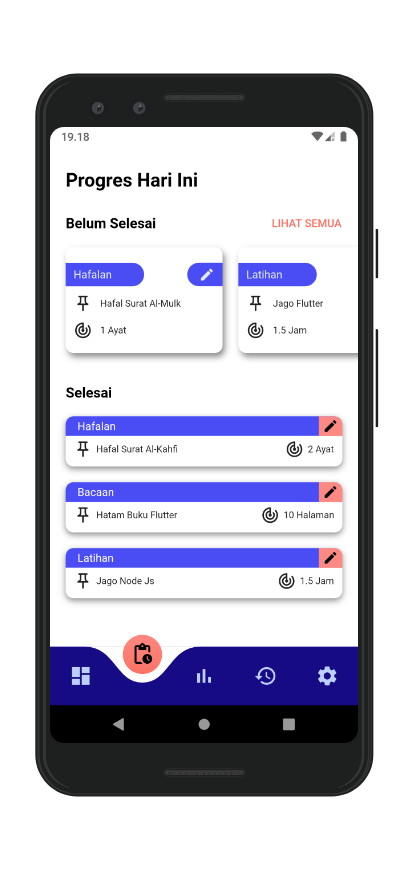 19.18
Progres Hari Ini
Belum Selesai LIHAT SEMUA
Hafalan
Hafal Surat Al-Mulk
1 Ayat
Latihan
Jago Flutter
1.5 Jam
Selesai
Hafalan
Hafal Surat Al-Kahfi 2 Ayat
Bacaan
Hatam Buku Flutter 10 Halaman
Latihan
Jago Node Js 1.5 Jam